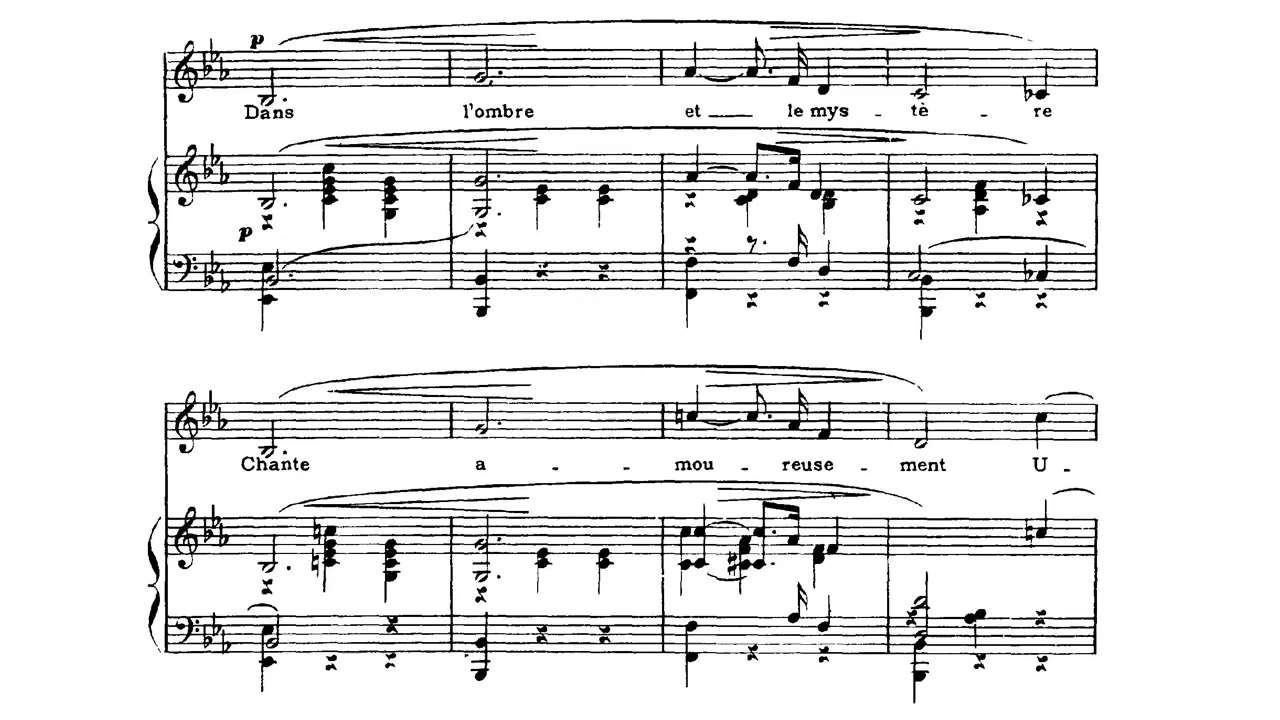 p
Dans l'ombre et le mys - tè - re
p
Chante a - - mou - reuse - ment U -